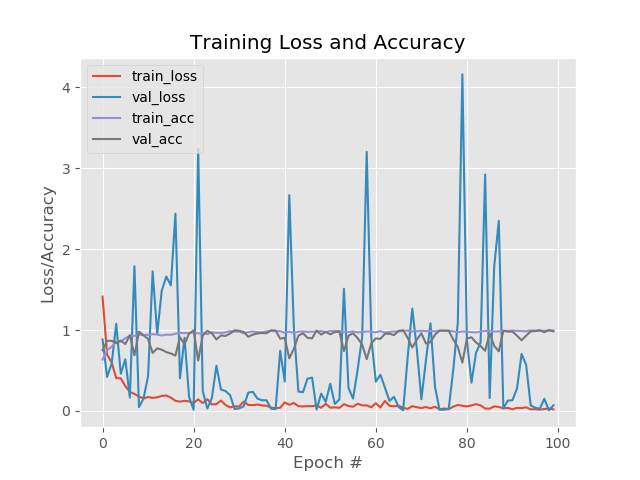 Training Loss and Accuracy
train_loss
val_loss
train_acc
val_acc
4
3
2
1
0
Loss/Accuracy
0 20 40 60 80 100
Epoch #